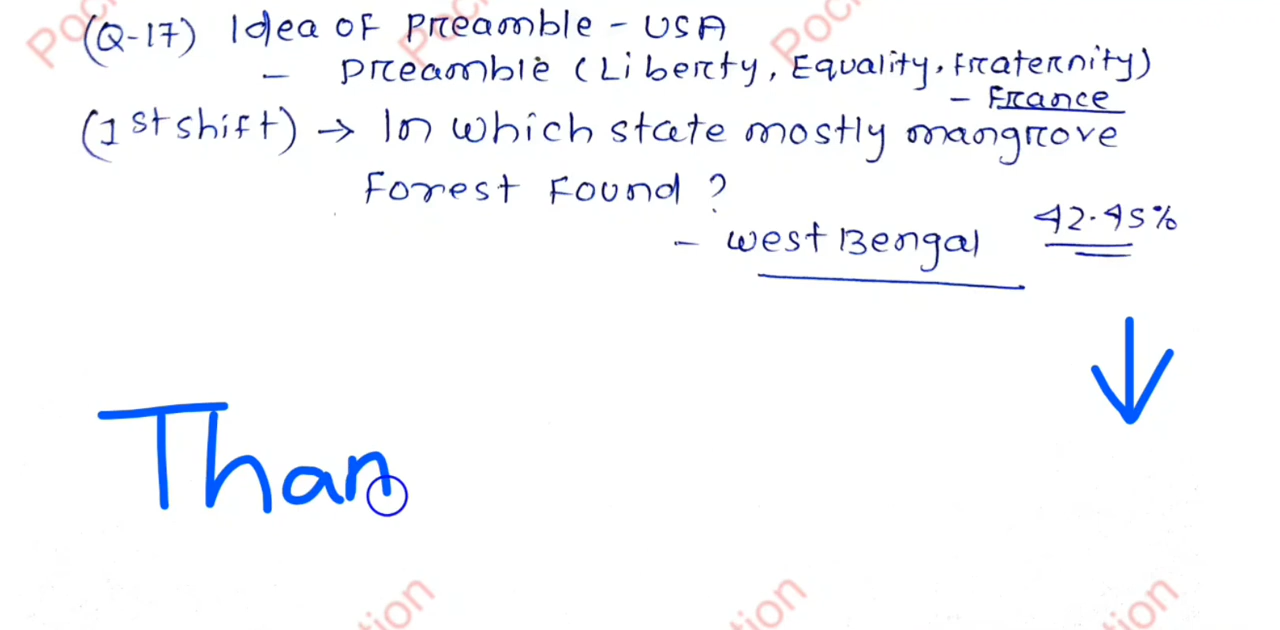 (Q-17) Idea of Preamble - USA
- Preamble (Liberty, Equality, Fraternity)
- France
(1st shift) → In which state mostly mangrove
Forest Found ?
- West Bengal 42.45%
Than